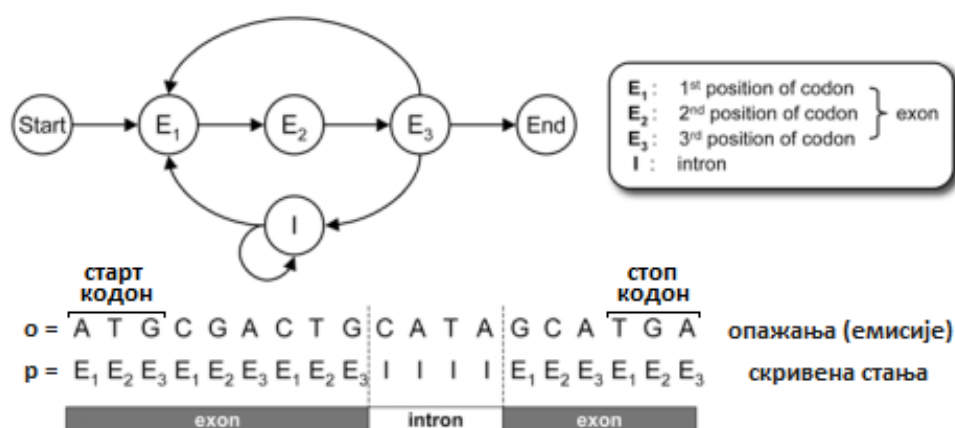 Start E₁ E₂ E₃ End
I
E₁ : 1st position of codon
E₂ : 2nd position of codon
E₃ : 3rd position of codon
exon
I : intron
старт кодон
стоп кодон
o = A T G C G A C T G C A T A G C A T G A опажања (емисије)
p = E₁ E₂ E₃ E₁ E₂ E₃ E₁ E₂ E₃ I I I I E₁ E₂ E₃ E₁ E₂ E₃ скривена стања
exon intron exon